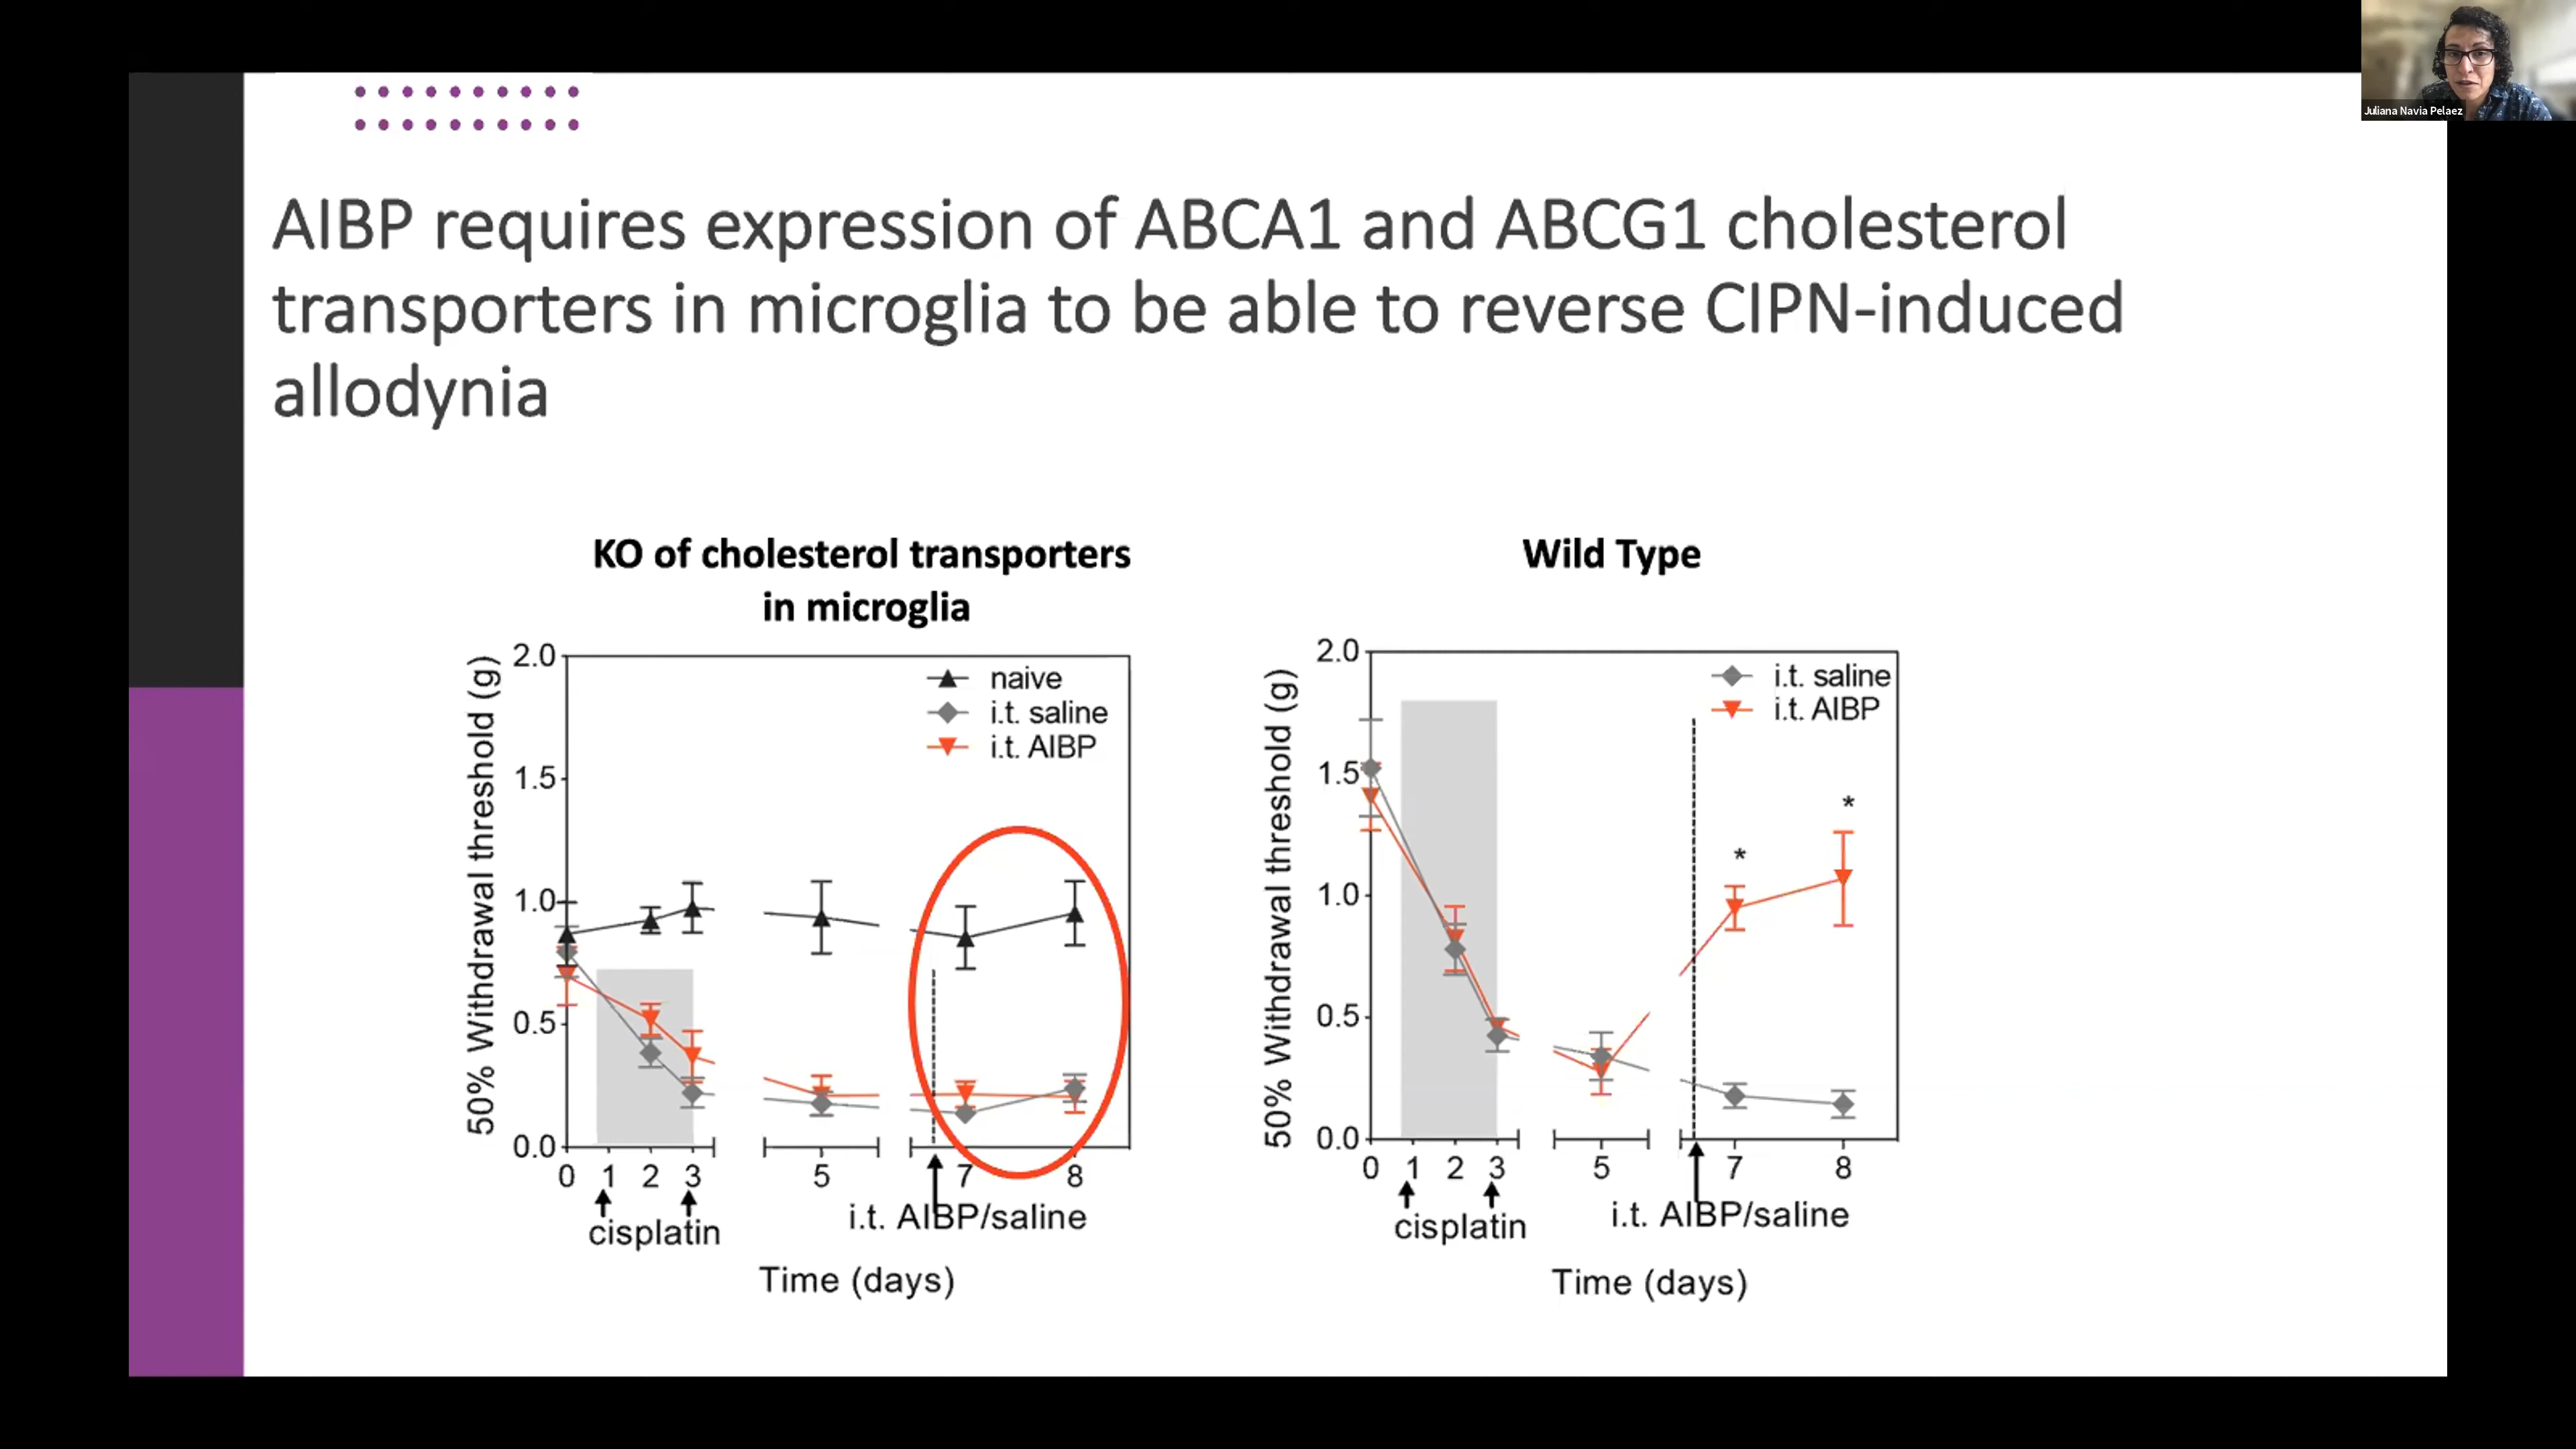 Juliana Navia Pelaez
AIBP requires expression of ABCA1 and ABCG1 cholesterol
transporters in microglia to be able to reverse CIPN-induced
allodynia
KO of cholesterol transporters
in microglia
50% Withdrawal threshold (g)
2.0
1.5
1.0
0.5
0.0
naive
i.t. saline
i.t. AIBP
0 1 2 3 5 7 8
cisplatin
i.t. AIBP/saline
Time (days)
Wild Type
50% Withdrawal threshold (g)
2.0
1.5
1.0
0.5
0.0
i.t. saline
i.t. AIBP
*
*
0 1 2 3 5 7 8
cisplatin
i.t. AIBP/saline
Time (days)